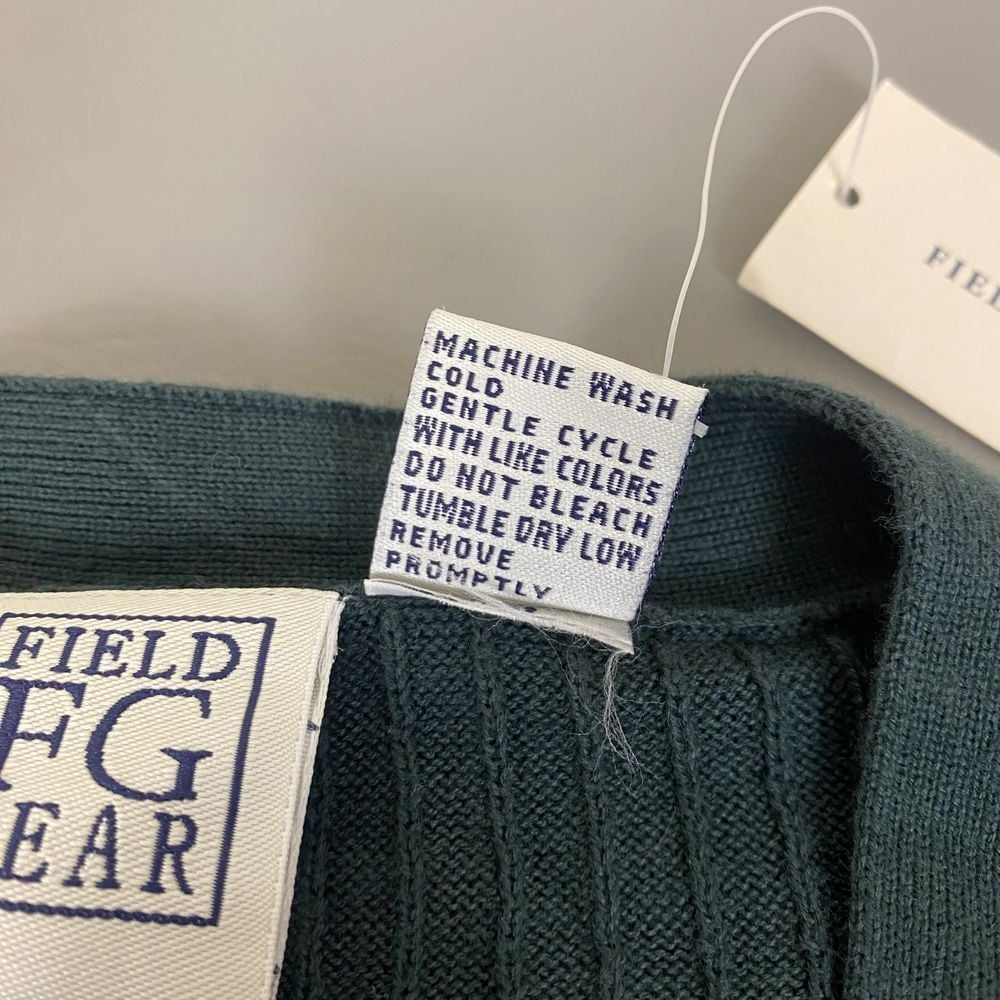 FIEL
MACHINE WASH
COLD
GENTLE CYCLE
WITH LIKE COLORS
DO NOT BLEACH
TUMBLE DRY LOW
REMOVE
PROMPTLY
FIELD
FG
EAR